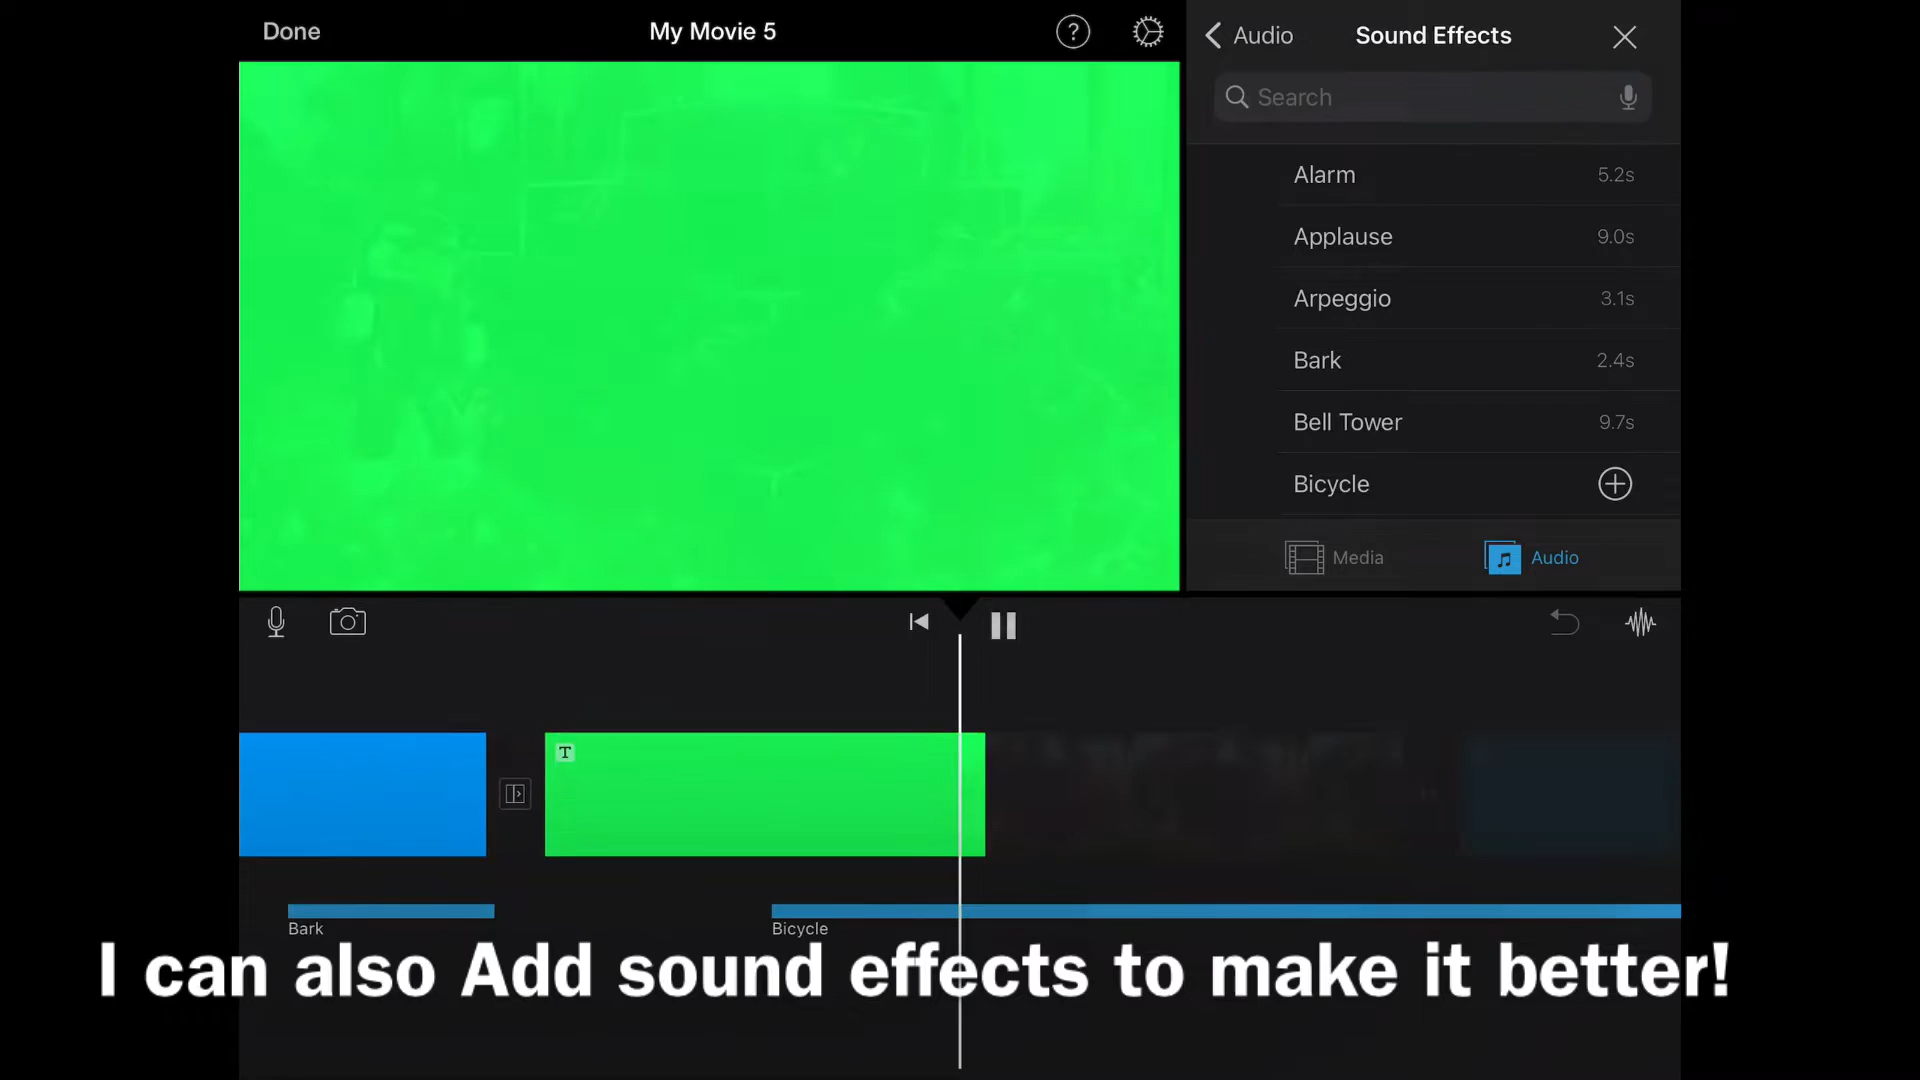 Done
My Movie 5
?
Audio
Sound Effects
Search
Alarm 5.2s
Applause 9.0s
Arpeggio 3.1s
Bark 2.4s
Bell Tower 9.7s
Bicycle
Media
Audio
T
Bark
Bicycle
I can also Add sound effects to make it better!